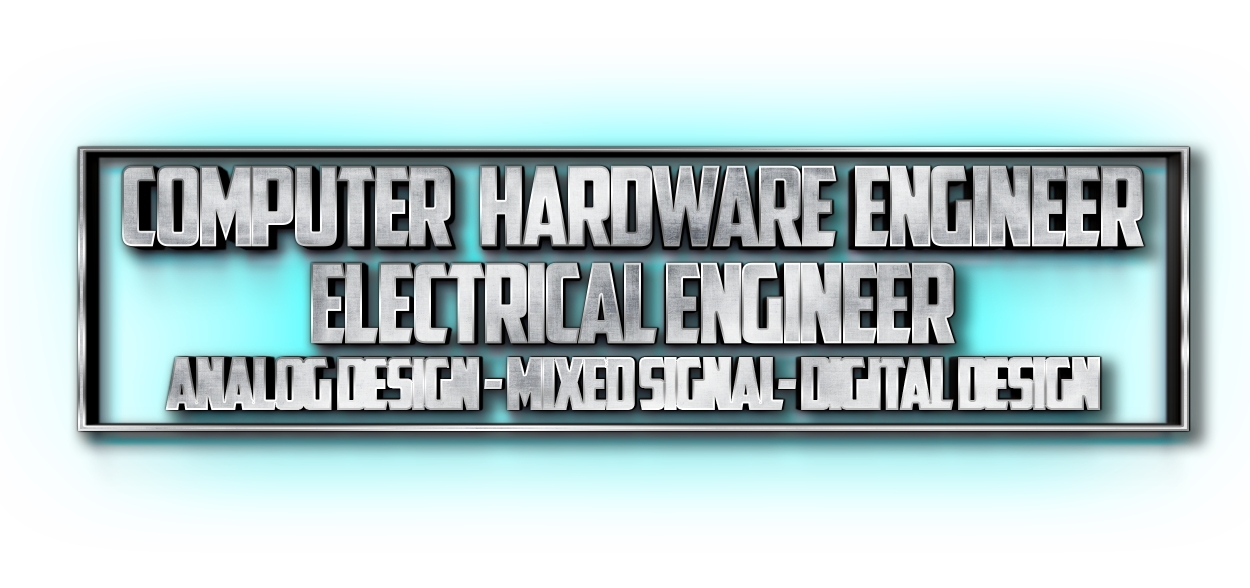 COMPUTER HARDWARE ENGINEER
ELECTRICAL ENGINEER
ANALOG DESIGN - MIXED SIGNAL - DIGITAL DESIGN